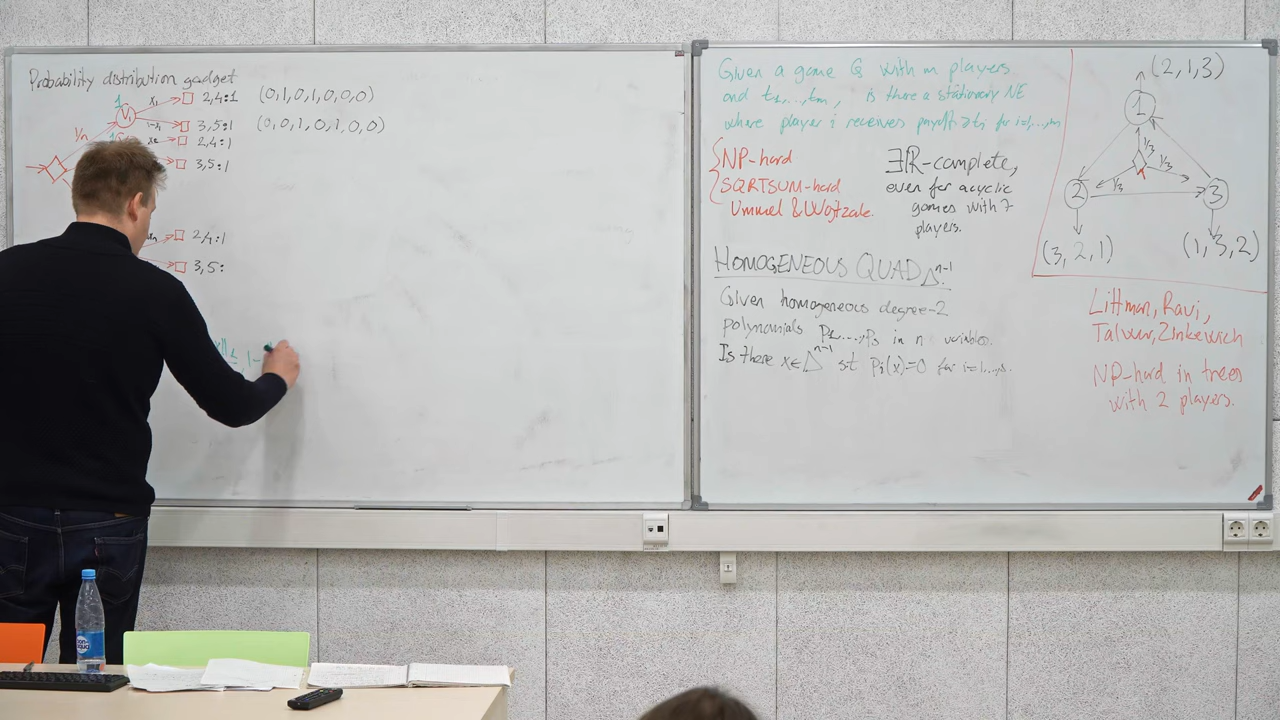 Probability distribution gadget
1
V
x₁
2,4:1
(0,1,0,1,0,0,0)
1/n
3,5:1
(0,0,1,0,1,0,0)
2,4:1
3,5:1
2,4:1
3,5:
Given a game G with m players
and t₁,...,tₘ, is there a stationary NE
where player i receives payoff ≥ tᵢ for i=1,...,m
NP-hard
SQRTSUM-hard
Ummel & Wojtzak.
∃ℝ-complete,
even for acyclic
games with 7
players.
HOMOGENEOUS QUAD Δⁿ⁻¹.
Given homogeneous degree-2
polynomials P₁,...,Pₛ in n variables.
Is there x∈Δⁿ⁻¹ s.t Pᵢ(x)=0 for i=1,...,s.
(2,1,3)
1
1/3
1/3
2
1/3
3
(3,2,1)
(1,3,2)
Littman, Ravi,
Talwar, Zinkevich
NP-hard in trees
with 2 players.